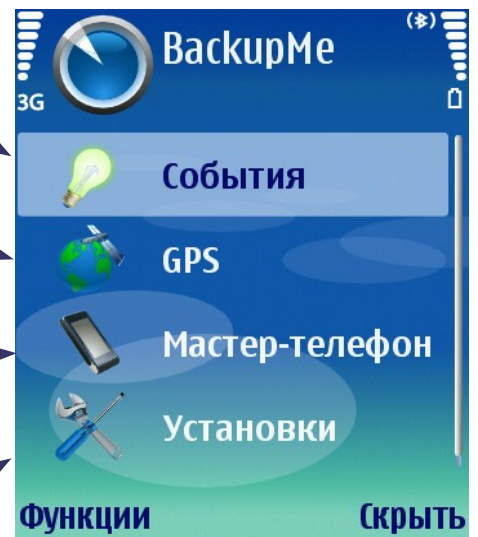 BackupMe
3G
События
GPS
Мастер-телефон
Установки
Функции Скрыть